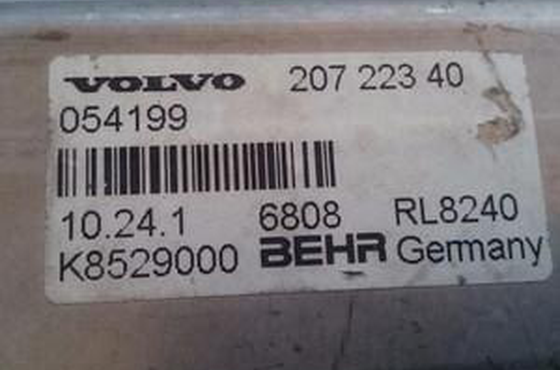 VOLVO 207 223 40
054199
10.24.1 6808 RL8240
K8529000 BEHR Germany